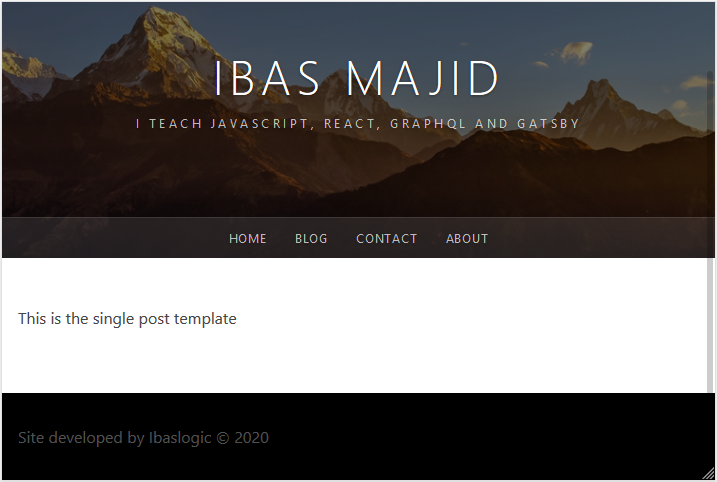 IBAS MAJID
I TEACH JAVASCRIPT, REACT, GRAPHQL AND GATSBY
HOME BLOG CONTACT ABOUT
This is the single post template
Site developed by Ibaslogic © 2020